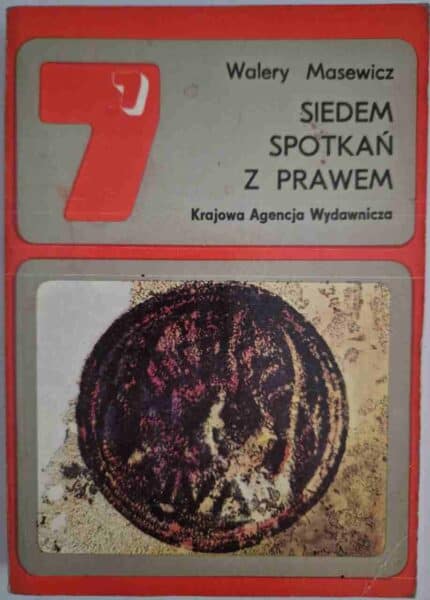 7
Walery Masewicz
SIEDEM
SPOTKAŃ
Z PRAWEM
Krajowa Agencja Wydawnicza